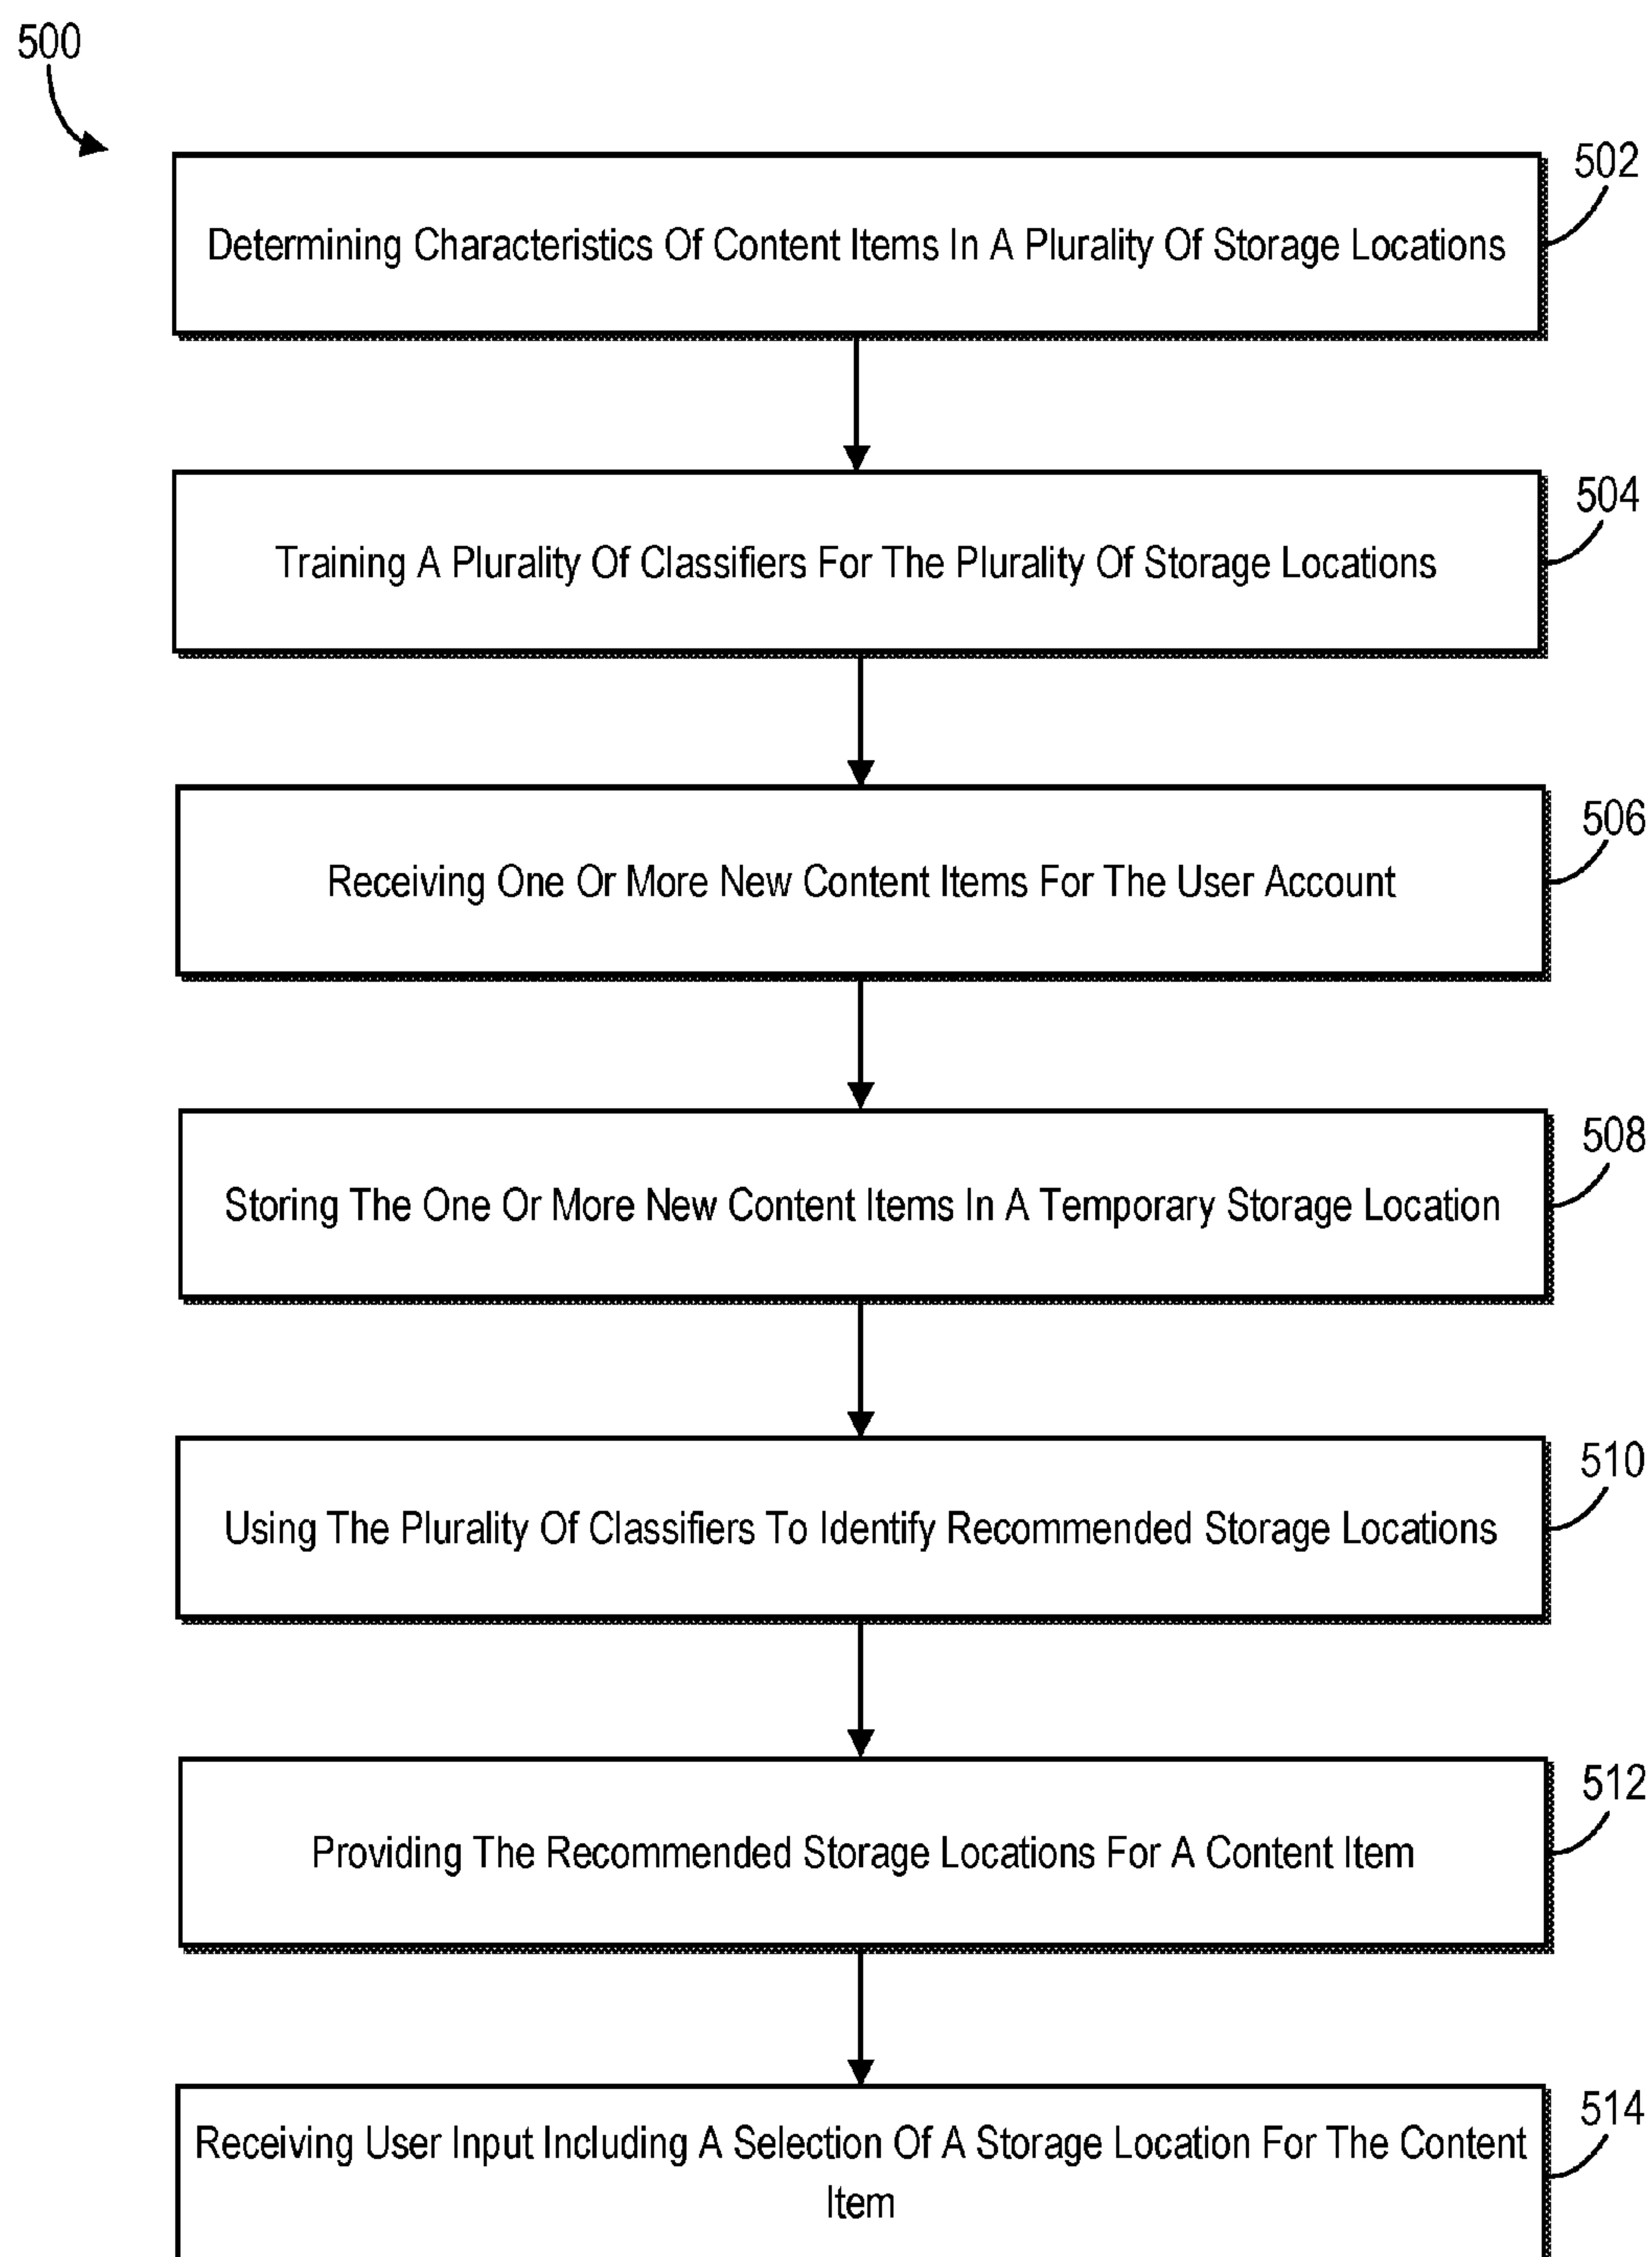 500
502
Determining Characteristics Of Content Items In A Plurality Of Storage Locations
504
Training A Plurality Of Classifiers For The Plurality Of Storage Locations
506
Receiving One Or More New Content Items For The User Account
508
Storing The One Or More New Content Items In A Temporary Storage Location
510
Using The Plurality Of Classifiers To Identify Recommended Storage Locations
512
Providing The Recommended Storage Locations For A Content Item
514
Receiving User Input Including A Selection Of A Storage Location For The Content
Item